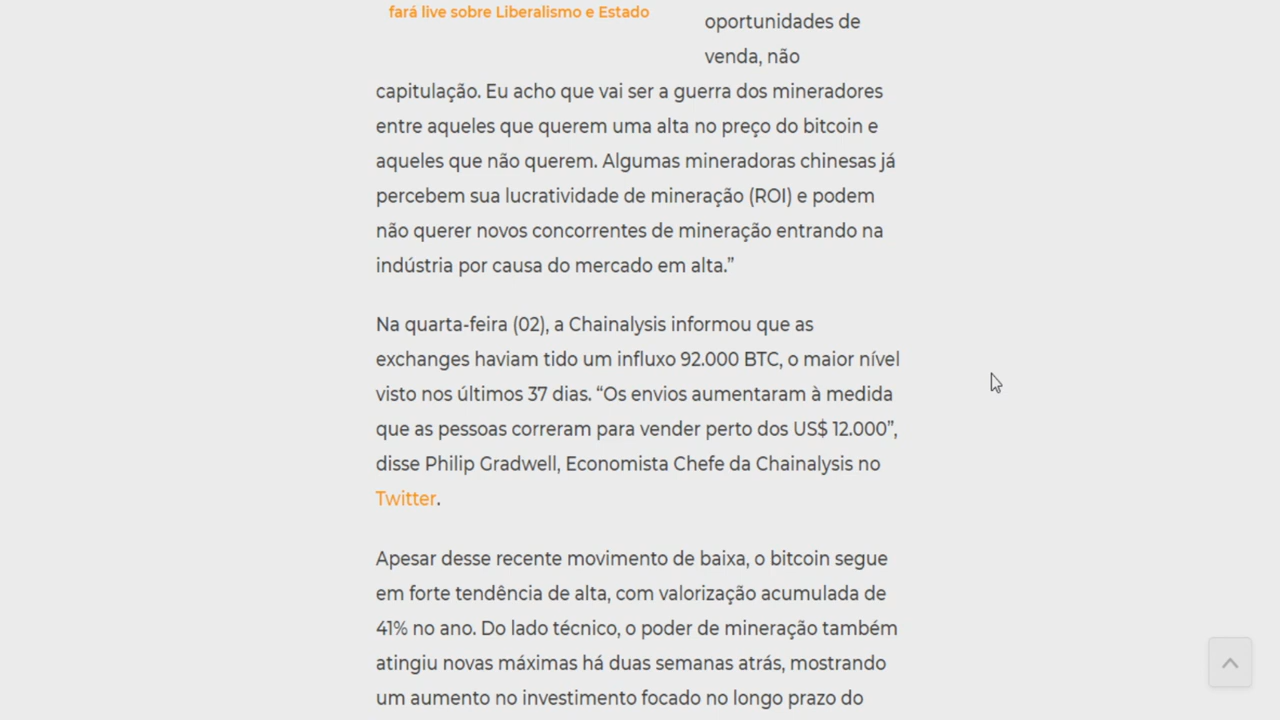 fará live sobre Liberalismo e Estado
oportunidades de
venda, não
capitulação. Eu acho que vai ser a guerra dos mineradores
entre aqueles que querem uma alta no preço do bitcoin e
aqueles que não querem. Algumas mineradoras chinesas já
percebem sua lucratividade de mineração (ROI) e podem
não querer novos concorrentes de mineração entrando na
indústria por causa do mercado em alta.”
Na quarta-feira (02), a Chainalysis informou que as
exchanges haviam tido um influxo 92.000 BTC, o maior nível
visto nos últimos 37 dias. “Os envios aumentaram à medida
que as pessoas correram para vender perto dos US$ 12.000”,
disse Philip Gradwell, Economista Chefe da Chainalysis no
Twitter.
Apesar desse recente movimento de baixa, o bitcoin segue
em forte tendência de alta, com valorização acumulada de
41% no ano. Do lado técnico, o poder de mineração também
atingiu novas máximas há duas semanas atrás, mostrando
um aumento no investimento focado no longo prazo do